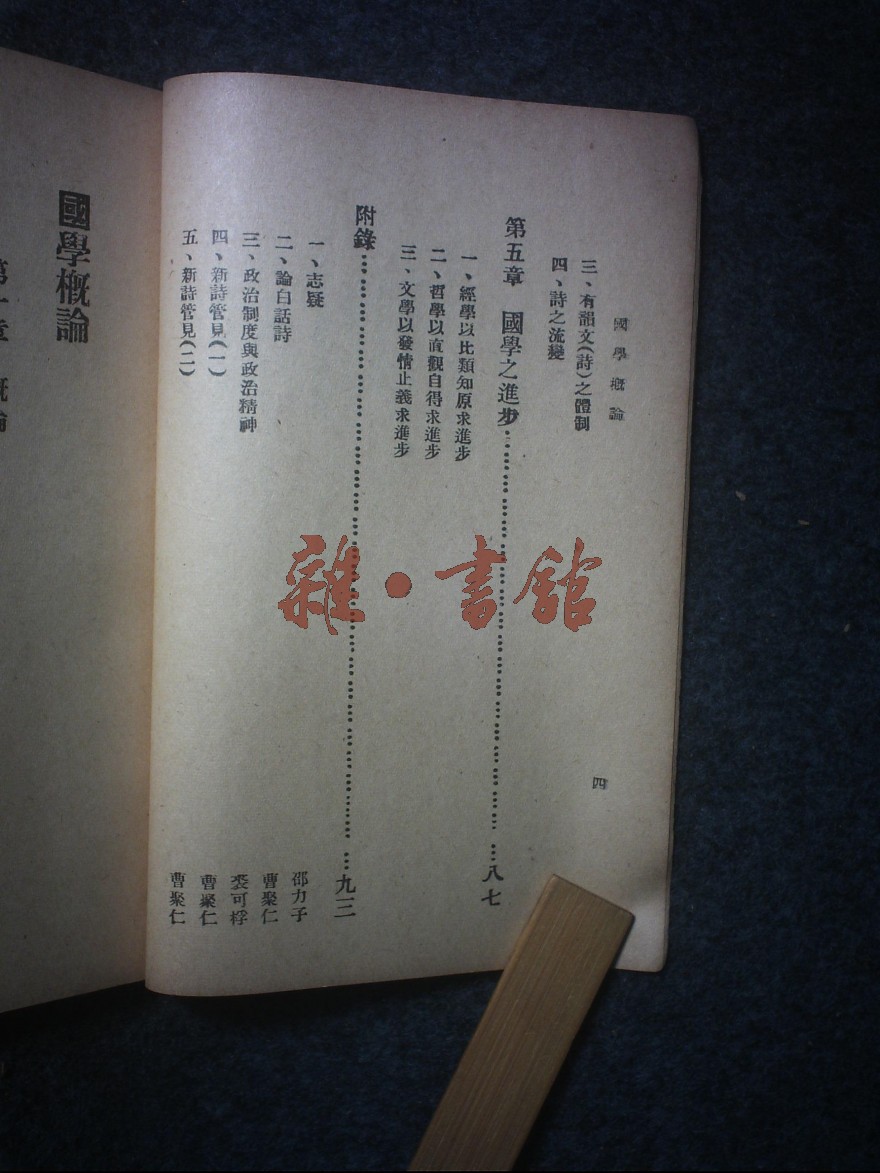 國學概論
四
三、有韻文(詩)之體制
四、詩之流變
第五章 國學之進步……八七
一、經學以比類知原求進步
二、哲學以直觀自得求進步
三、文學以發情止義求進步
附錄……九三
一、志疑 邵力子
二、論白話詩 曹聚仁
三、政治制度與政治精神 裘可桴
四、新詩管見(一) 曹聚仁
五、新詩管見(二) 曹聚仁
國學概論
第一章 概論
雜·書館